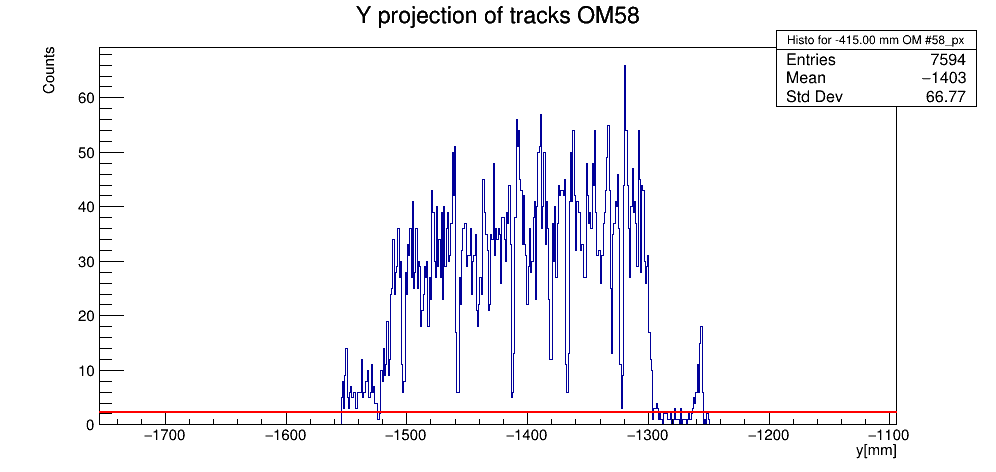 Y projection of tracks OM58
Histo for -415.00 mm OM #58_px
Entries 7594
Mean −1403
Std Dev 66.77
Counts
60
50
40
30
20
10
0
−1700 −1600 −1500 −1400 −1300 −1200 −1100
y[mm]